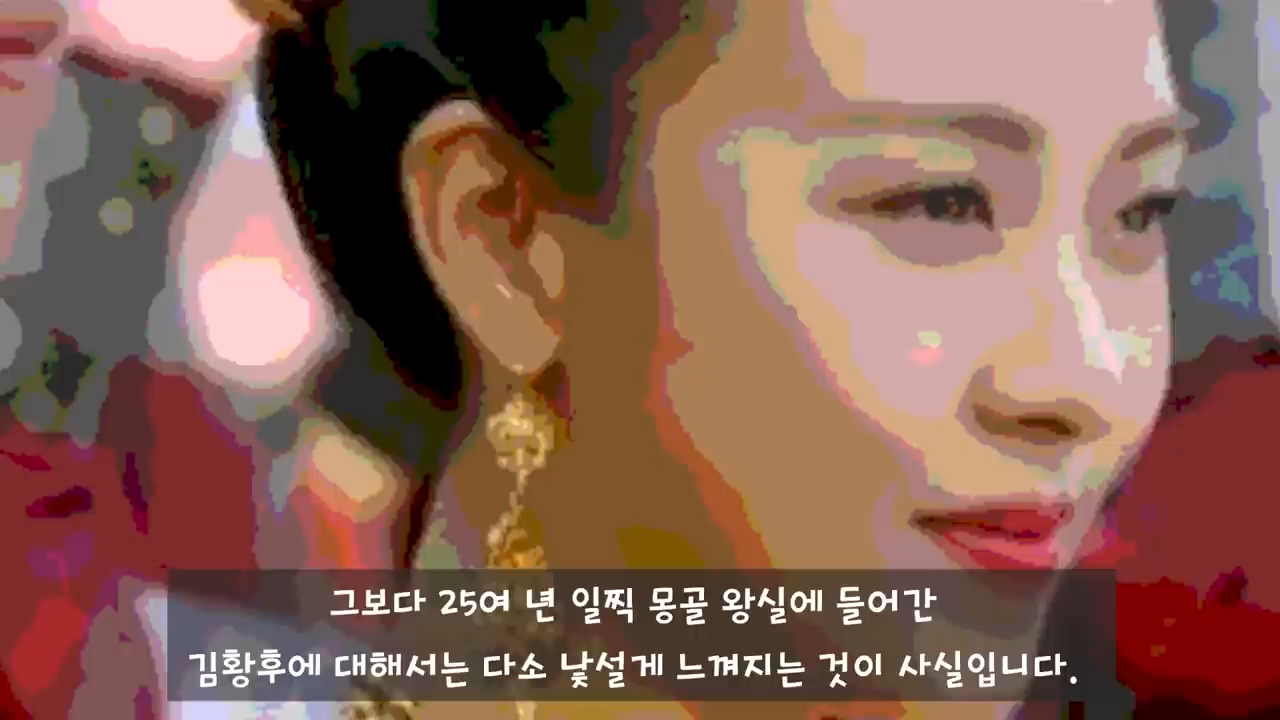 그보다 25여 년 일찍 몽골 왕실에 들어간
김황후에 대해서는 다소 낯설게 느껴지는 것이 사실입니다.